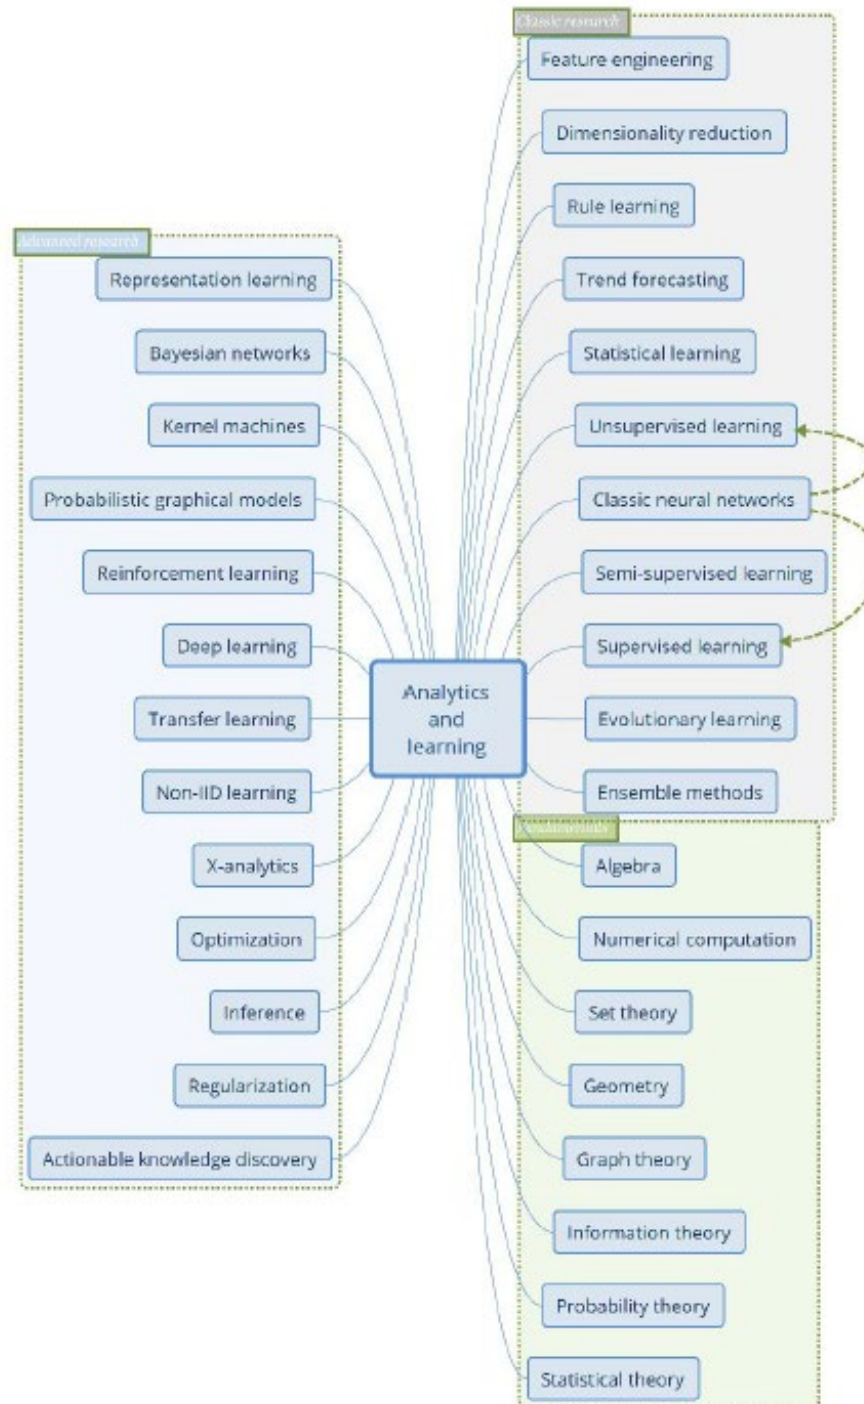 Classic research
Feature engineering
Dimensionality reduction
Rule learning
Trend forecasting
Statistical learning
Unsupervised learning
Classic neural networks
Semi-supervised learning
Supervised learning
Evolutionary learning
Ensemble methods
Advanced research
Representation learning
Bayesian networks
Kernel machines
Probabilistic graphical models
Reinforcement learning
Deep learning
Transfer learning
Non-IID learning
X-analytics
Optimization
Inference
Regularization
Actionable knowledge discovery
Analytics
and
learning
Fundamentals
Algebra
Numerical computation
Set theory
Geometry
Graph theory
Information theory
Probability theory
Statistical theory